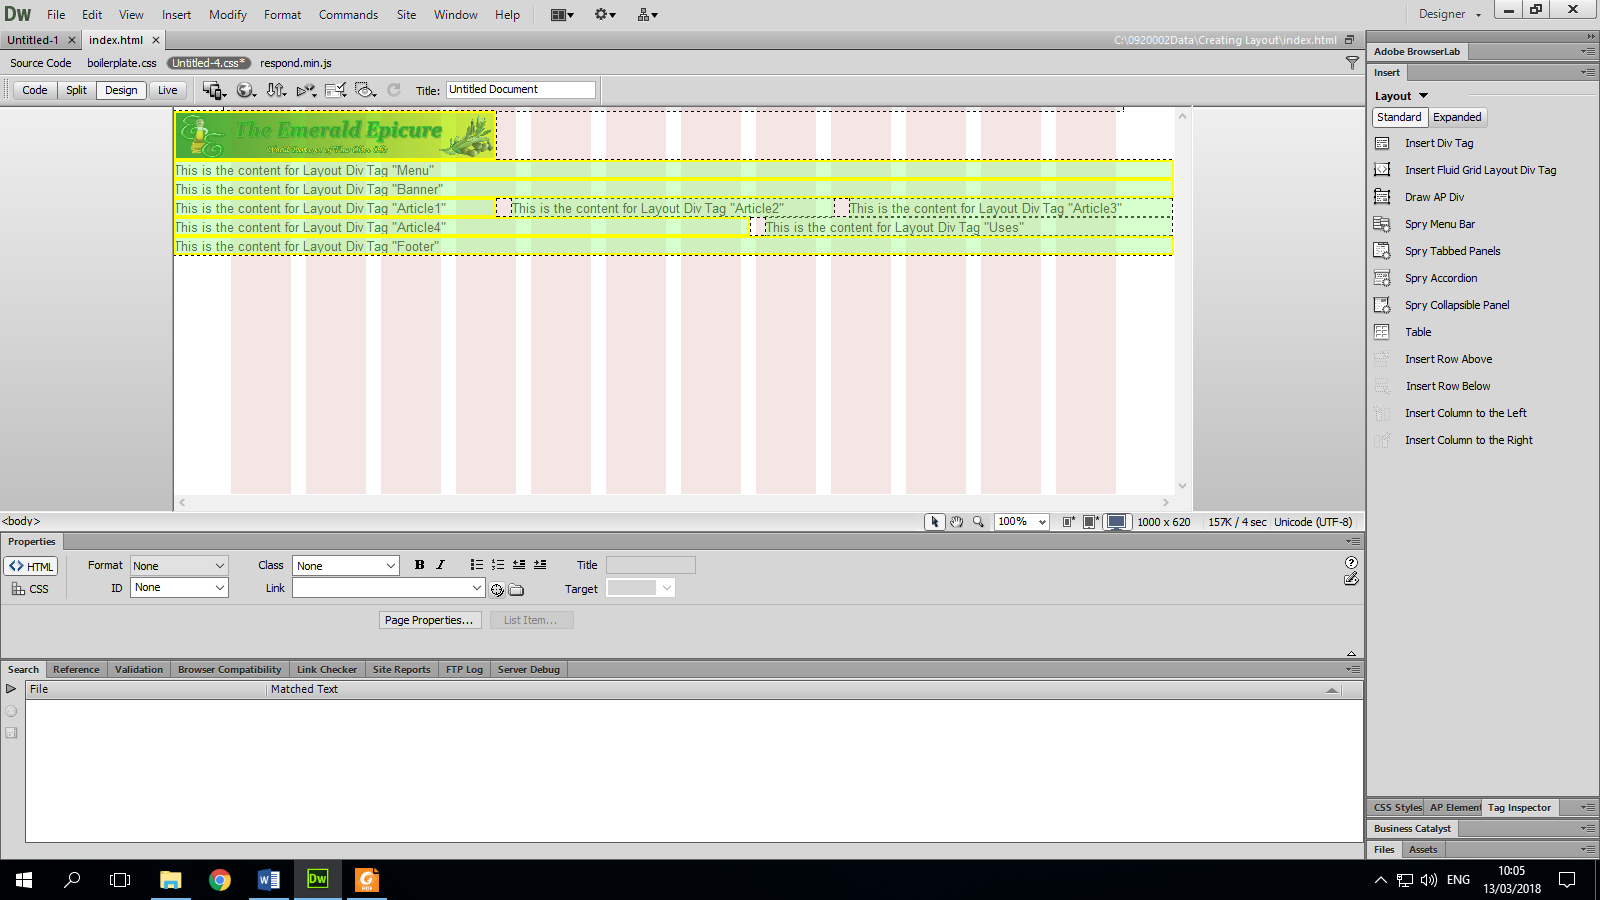 Dw File Edit View Insert Modify Format Commands Site Window Help Designer
Untitled-1 index.html C:\0920002Data\Creating Layout\index.html
Source Code boilerplate.css Untitled-4.css* respond.min.js
Code Split Design Live Title: Untitled Document
The Emerald Epicure
This is the content for Layout Div Tag "Menu"
This is the content for Layout Div Tag "Banner"
This is the content for Layout Div Tag "Article1" This is the content for Layout Div Tag "Article2" This is the content for Layout Div Tag "Article3"
This is the content for Layout Div Tag "Article4" This is the content for Layout Div Tag "Uses"
This is the content for Layout Div Tag "Footer"
<body> 100% 1000 x 620 157K / 4 sec Unicode (UTF-8)
Properties
HTML Format None Class None B I Title
CSS ID None Link Target
Page Properties... List Item...
Search Reference Validation Browser Compatibility Link Checker Site Reports FTP Log Server Debug
File Matched Text
Adobe BrowserLab
Insert
Layout
Standard Expanded
Insert Div Tag
Insert Fluid Grid Layout Div Tag
Draw AP Div
Spry Menu Bar
Spry Tabbed Panels
Spry Accordion
Spry Collapsible Panel
Table
Insert Row Above
Insert Row Below
Insert Column to the Left
Insert Column to the Right
CSS Styles AP Element Tag Inspector
Business Catalyst
Files Assets
Dw PDF ENG 10:05
13/03/2018